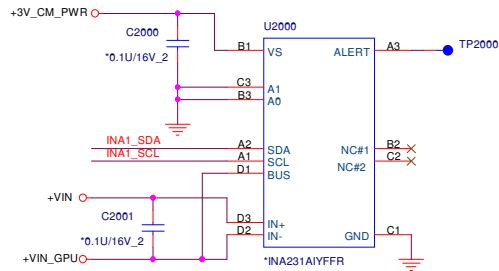 U2000
+3V_CM_PWR
C2000
*0.1U/16V_2
B1
VS
ALERT
A3
TP2000
C3
A1
B3
A0
INA1_SDA
A2
SDA
NC#1
B2
INA1_SCL
A1
SCL
NC#2
C2
D1
BUS
+VIN
C2001
*0.1U/16V_2
D3
IN+
D2
IN-
GND
C1
+VIN_GPU
*INA231AIYFFR